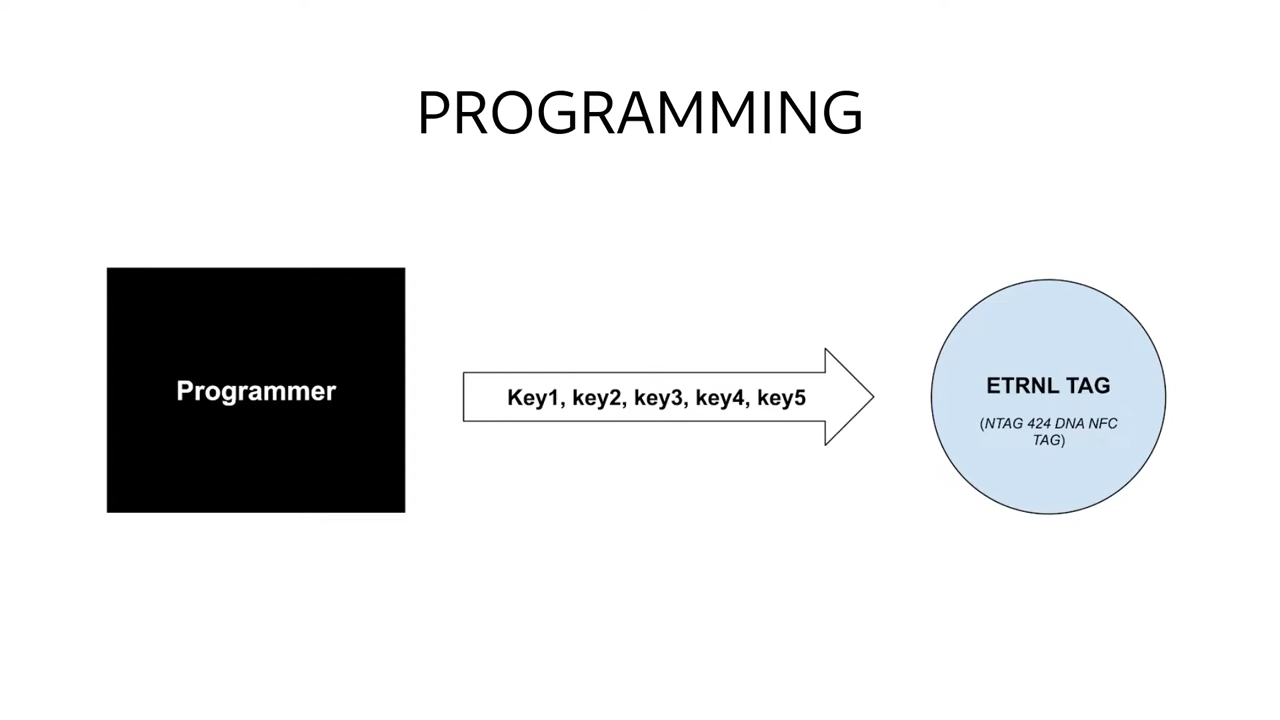 PROGRAMMING
Programmer
Key1, key2, key3, key4, key5
ETRNL TAG
(NTAG 424 DNA NFC
TAG)